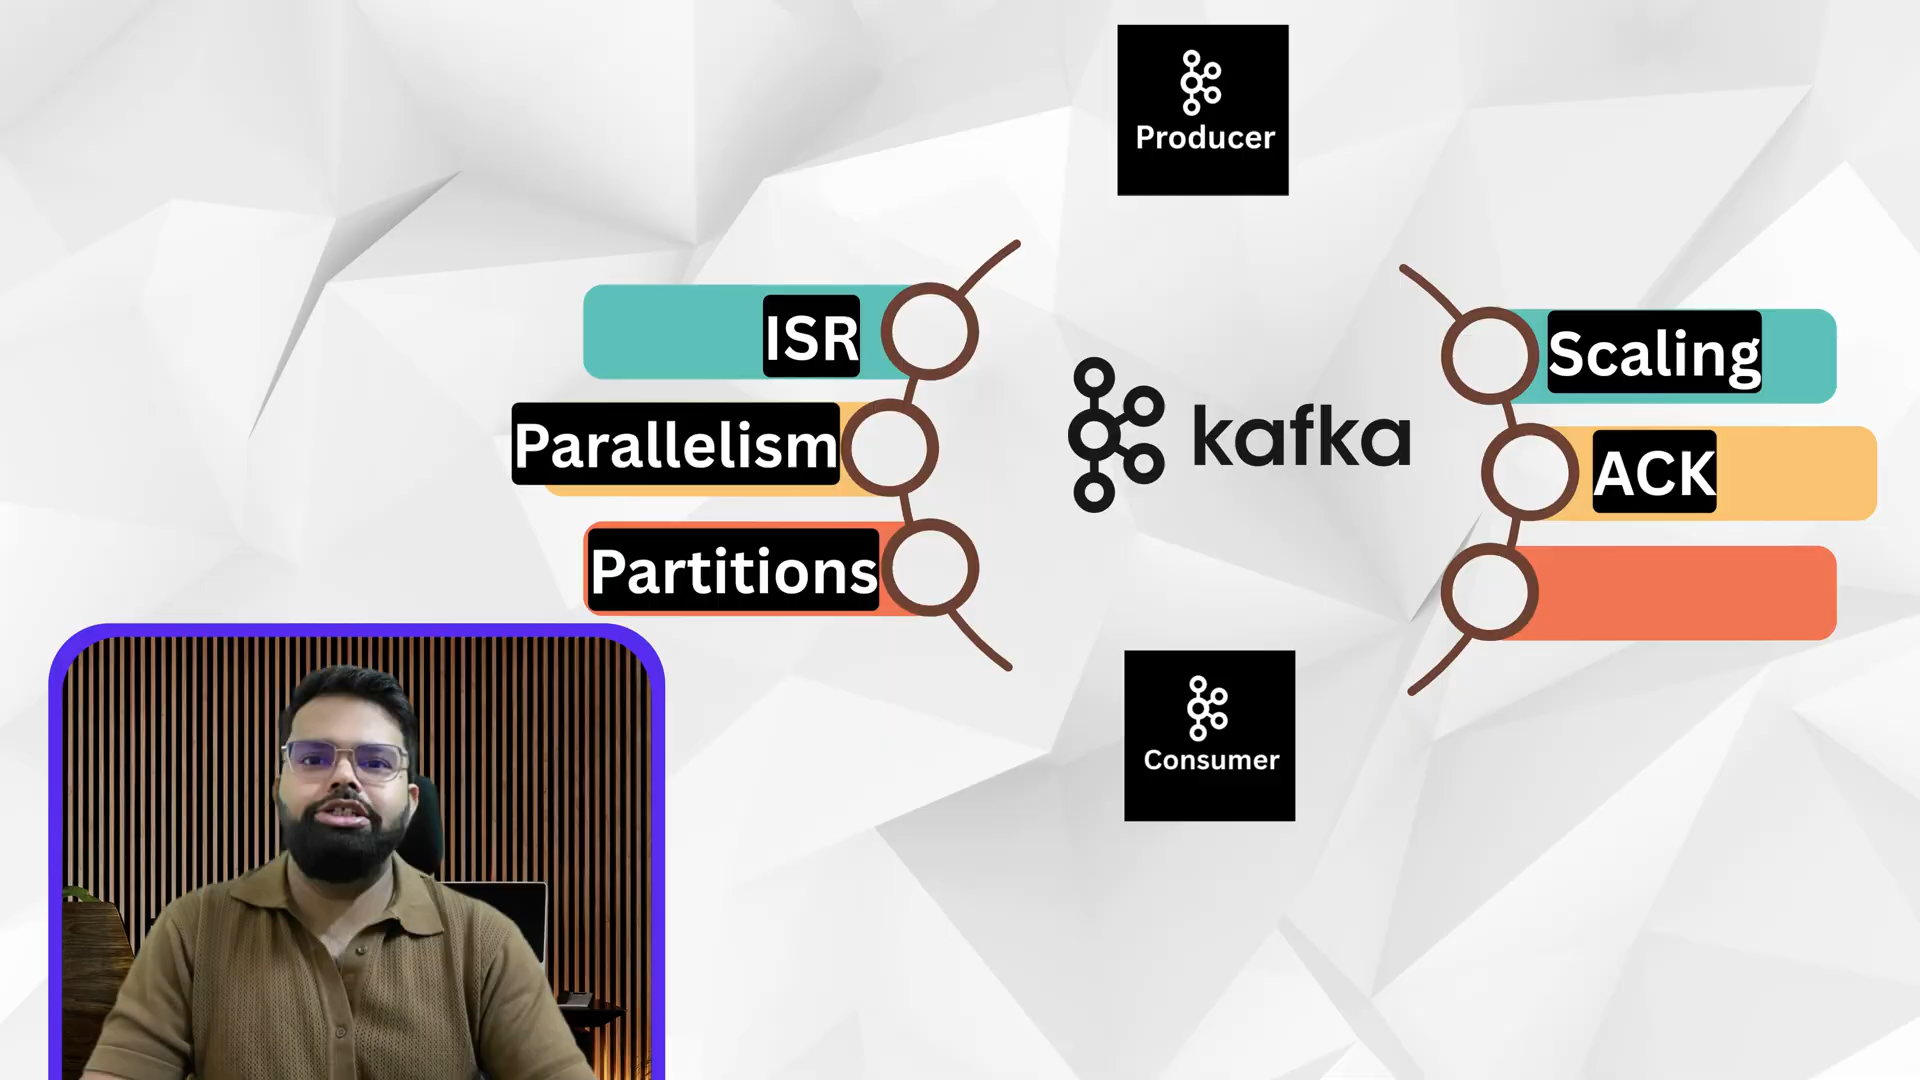 Producer
ISR
Parallelism
Partitions
kafka
Scaling
ACK
Consumer